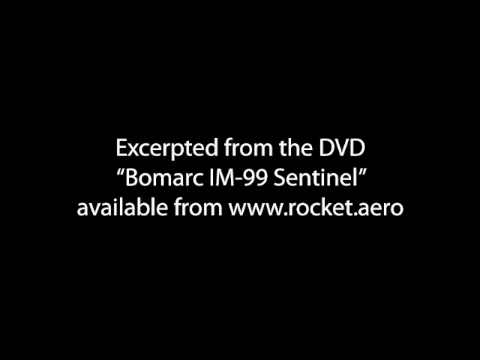 Excerpted from the DVD
“Bomarc IM-99 Sentinel”
available from www.rocket.aero